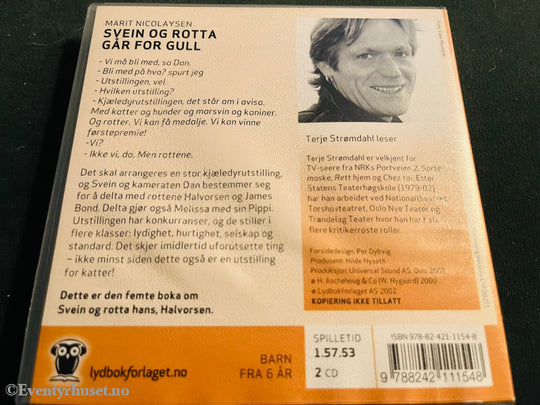 MARIT NICOLAYSEN
SVEIN OG ROTTA
GÅR FOR GULL
- Vi må bli med, sa Dan.
- Bli med på hva? spurt jeg
- Utstillingen, vel.
- Hvilken utstilling?
- Kjæledyrutstillingen, det står om i avisa.
Med katter og hunder og marsvin og kaniner.
Og rotter. Vi kan få medalje. Vi kan vinne
førstepremie!
-Vi?
- Ikke vi, da. Men rottene.
Det skal arrangeres en stor kjæledyrutstilling,
og Svein og kameraten Dan bestemmer seg
for å delta med rottene Halvorsen og James
Bond. Delta gjør også Melissa med sin Pippi.
Utstillingen har konkurranser, og de stiller i
flere klasser: lydighet, hurtighet, selskap og
standard. Det skjer imidlertid uforutsette ting
– ikke minst siden dette også er en utstilling
for katter!
Dette er den femte boka om
Svein og rotta hans, Halvorsen.
Terje Strømdahl leser
Terje Strømdahl er velkjent for
TV-seere fra NRKs Portveien 2, Sorte
maske, Rett hjem og Chez toi. Etter
Statens Teaterhøgskole (1979-82)
har han arbeidet ved Nationaltheatret,
Torshovteatret, Oslo Nye Teater og
Trøndelag Teater hvor han har hatt
flere kritikerroste roller.
Forsidedesign: Per Dybvig
Produsent: Hilde Nysæth
Produksjon: Universal Sound AS, Oslo 2001
© H. Aschehoug & Co (W. Nygaard) 2000
© Lydbokforlaget AS 2002
KOPIERING IKKE TILLATT
lydbokforlaget.no
BARN
FRA 6 ÅR
SPILLETID
1.57.53
2 CD
ISBN 978-82-421-1154-8
9 788242 111548
©Eventyrhuset.no